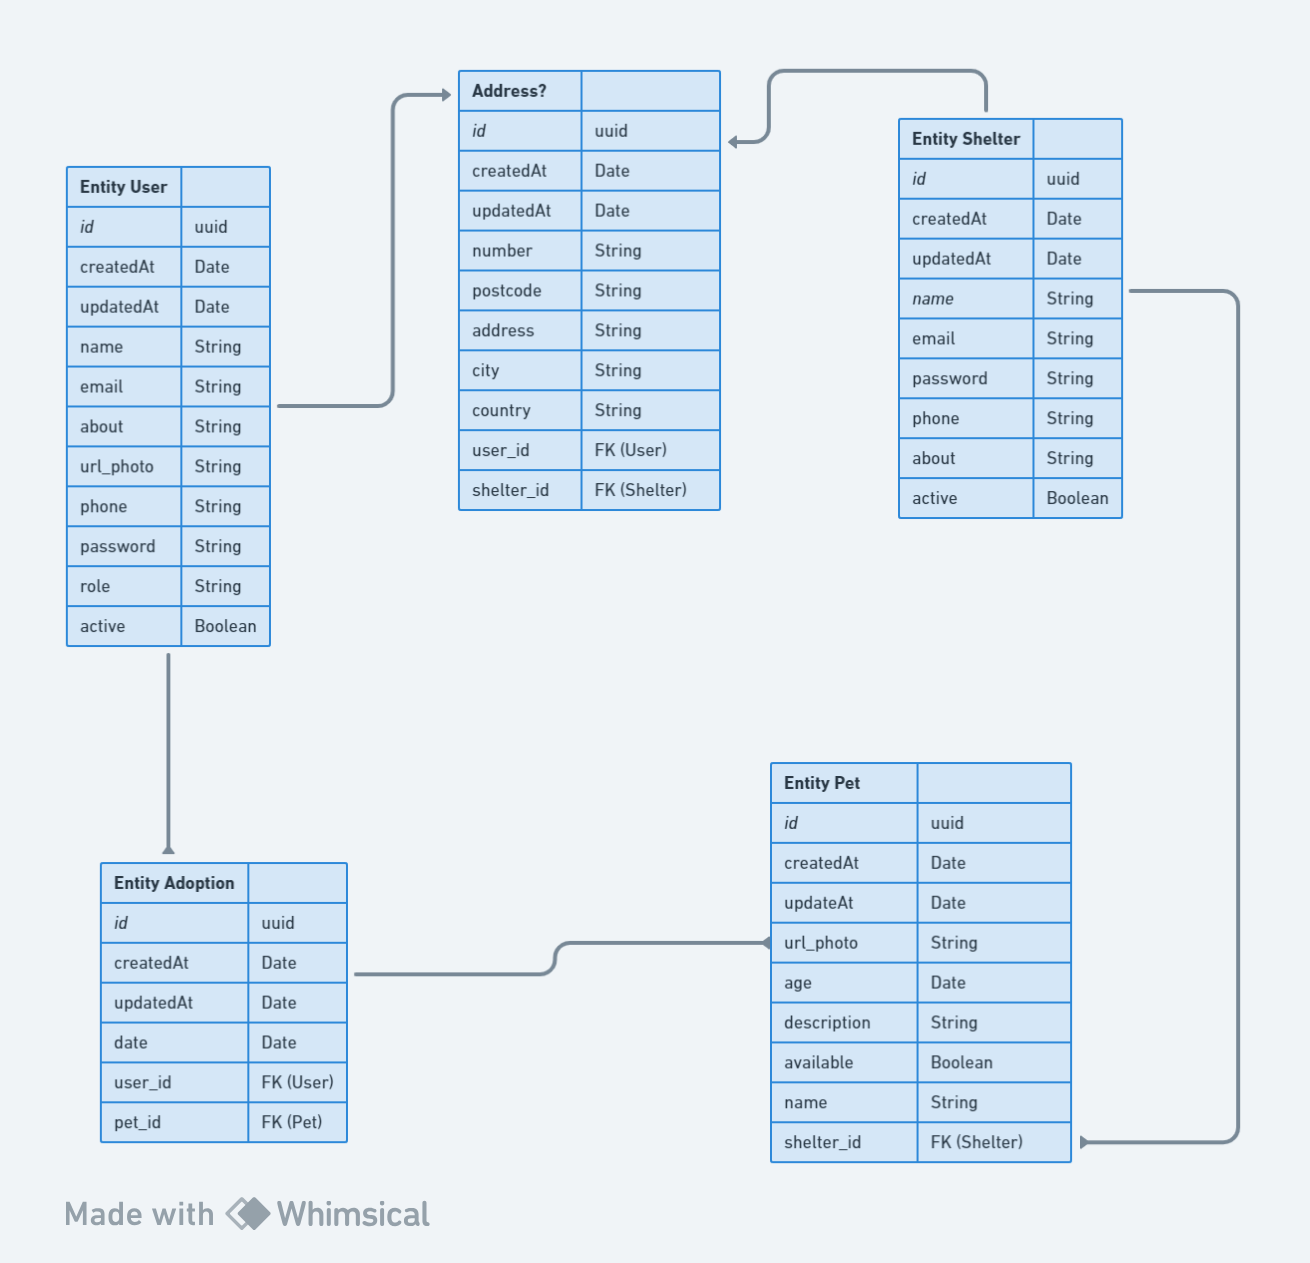 Address?
id uuid
createdAt Date
updatedAt Date
number String
postcode String
address String
city String
country String
user_id FK (User)
shelter_id FK (Shelter)
Entity Shelter
id uuid
createdAt Date
updatedAt Date
name String
email String
password String
phone String
about String
active Boolean
Entity User
id uuid
createdAt Date
updatedAt Date
name String
email String
about String
url_photo String
phone String
password String
role String
active Boolean
Entity Pet
id uuid
createdAt Date
updateAt Date
url_photo String
age Date
description String
available Boolean
name String
shelter_id FK (Shelter)
Entity Adoption
id uuid
createdAt Date
updatedAt Date
date Date
user_id FK (User)
pet_id FK (Pet)
Made with Whimsical